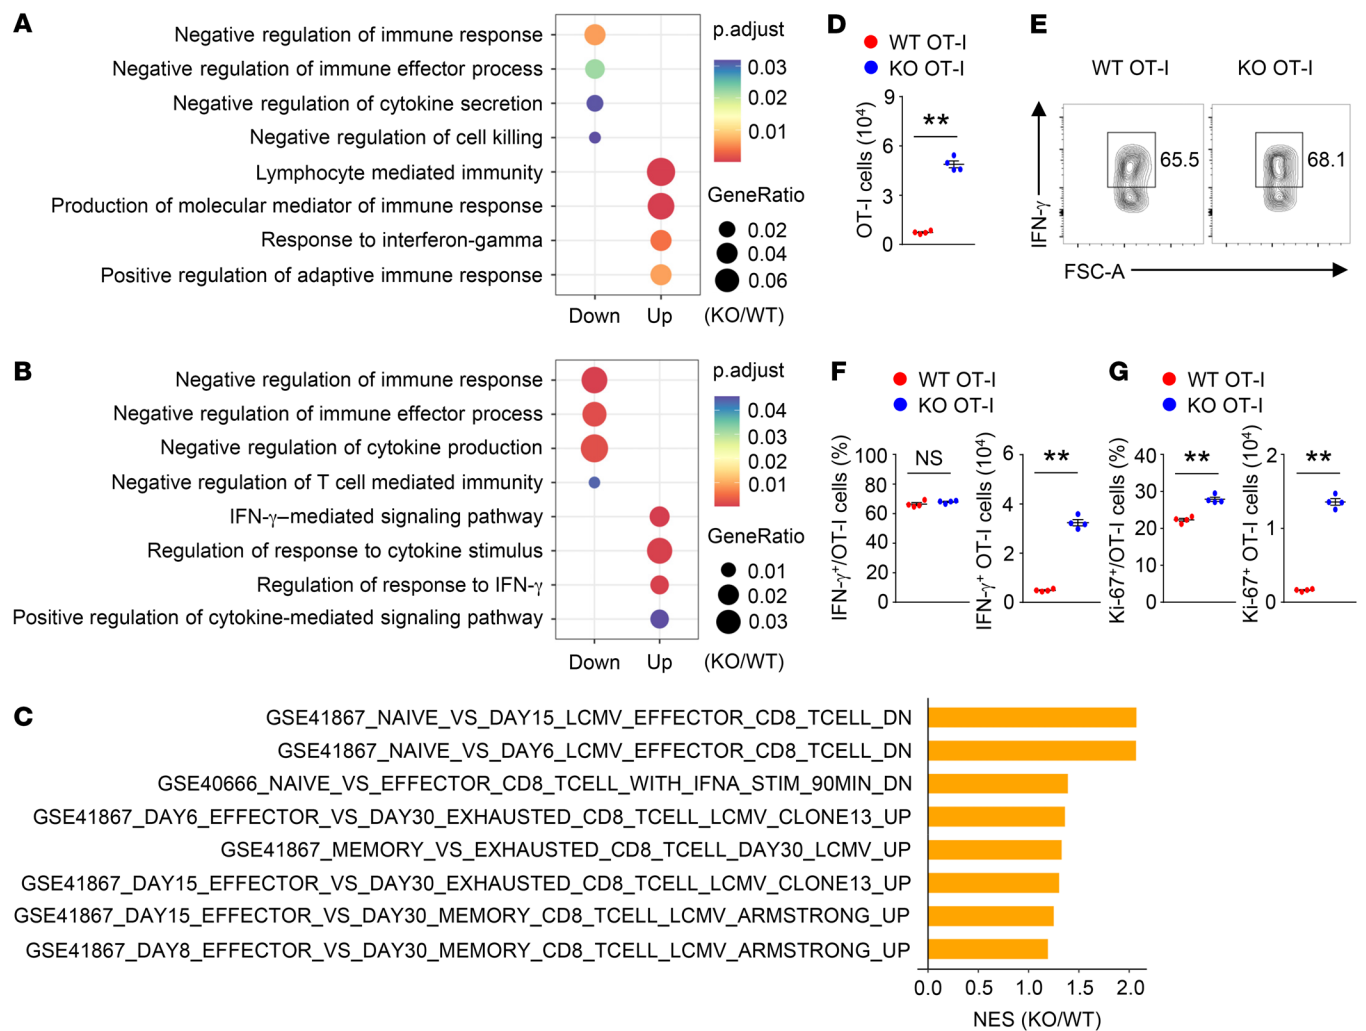 A
Negative regulation of immune response
Negative regulation of immune effector process
Negative regulation of cytokine secretion
Negative regulation of cell killing
Lymphocyte mediated immunity
Production of molecular mediator of immune response
Response to interferon-gamma
Positive regulation of adaptive immune response
Down Up (KO/WT)
p.adjust
0.03
0.02
0.01
GeneRatio
0.02
0.04
0.06
D
WT OT-I
KO OT-I
OT-I cells (10⁴)
9
6
3
0
**
E
WT OT-I KO OT-I
65.5 68.1
IFN-γ
FSC-A
B
Negative regulation of immune response
Negative regulation of immune effector process
Negative regulation of cytokine production
Negative regulation of T cell mediated immunity
IFN-γ–mediated signaling pathway
Regulation of response to cytokine stimulus
Regulation of response to IFN-γ
Positive regulation of cytokine-mediated signaling pathway
Down Up (KO/WT)
p.adjust
0.04
0.03
0.02
0.01
GeneRatio
0.01
0.02
0.03
F
WT OT-I
KO OT-I
IFN-γ⁺/OT-I cells (%)
100
80
60
40
20
0
NS
IFN-γ⁺ OT-I cells (10⁴)
6
4
2
0
**
G
WT OT-I
KO OT-I
Ki-67⁺/OT-I cells (%)
40
30
20
10
0
**
Ki-67⁺ OT-I cells (10⁴)
2
1
0
**
C
GSE41867_NAIVE_VS_DAY15_LCMV_EFFECTOR_CD8_TCELL_DN
GSE41867_NAIVE_VS_DAY6_LCMV_EFFECTOR_CD8_TCELL_DN
GSE40666_NAIVE_VS_EFFECTOR_CD8_TCELL_WITH_IFNA_STIM_90MIN_DN
GSE41867_DAY6_EFFECTOR_VS_DAY30_EXHAUSTED_CD8_TCELL_LCMV_CLONE13_UP
GSE41867_MEMORY_VS_EXHAUSTED_CD8_TCELL_DAY30_LCMV_UP
GSE41867_DAY15_EFFECTOR_VS_DAY30_EXHAUSTED_CD8_TCELL_LCMV_CLONE13_UP
GSE41867_DAY15_EFFECTOR_VS_DAY30_MEMORY_CD8_TCELL_LCMV_ARMSTRONG_UP
GSE41867_DAY8_EFFECTOR_VS_DAY30_MEMORY_CD8_TCELL_LCMV_ARMSTRONG_UP
0.0 0.5 1.0 1.5 2.0
NES (KO/WT)